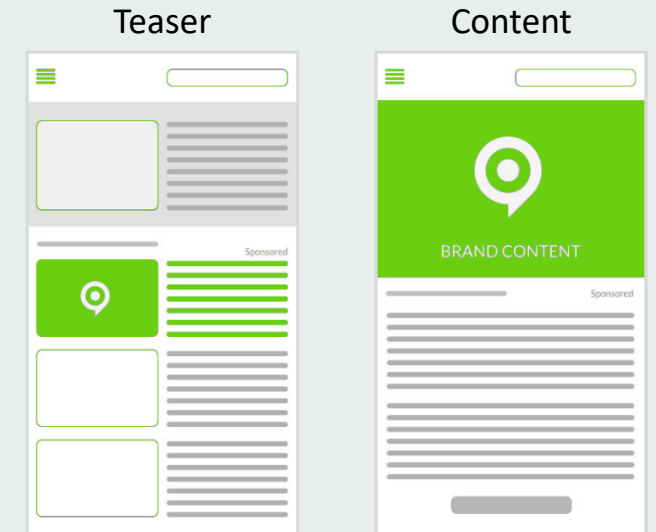 Teaser
Content
Sponsored
BRAND CONTENT
Sponsored